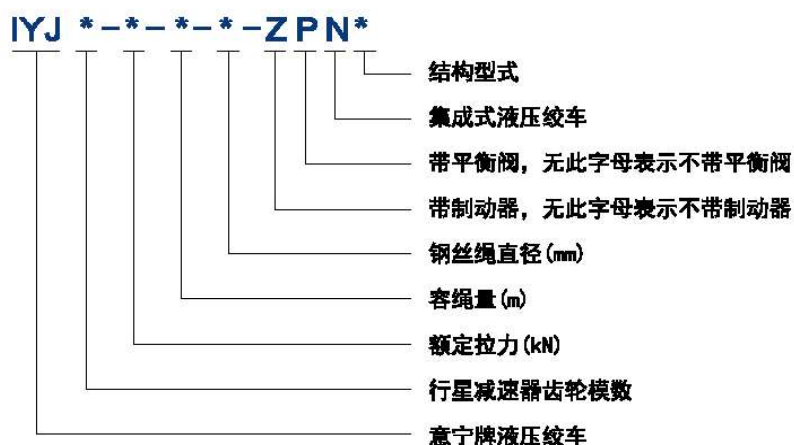 IYJ *-*-*-*-ZPN*
结构型式
集成式液压绞车
带平衡阀，无此字母表示不带平衡阀
带制动器，无此字母表示不带制动器
钢丝绳直径(mm)
容绳量(m)
额定拉力(kN)
行星减速器齿轮模数
意宁牌液压绞车